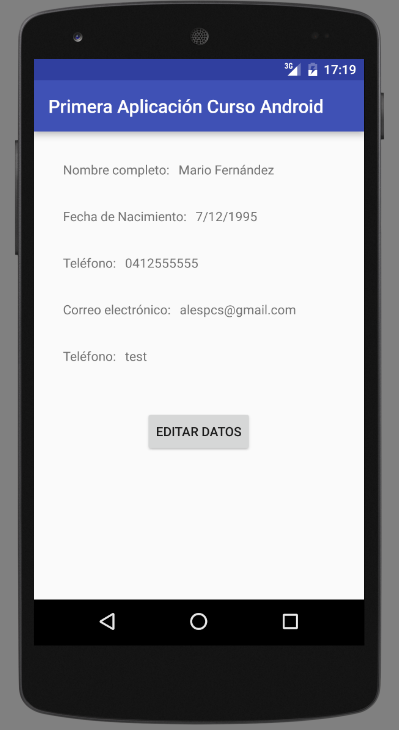 3G 17:19
Primera Aplicación Curso Android
Nombre completo: Mario Fernández
Fecha de Nacimiento: 7/12/1995
Teléfono: 0412555555
Correo electrónico: alespcs@gmail.com
Teléfono: test
EDITAR DATOS